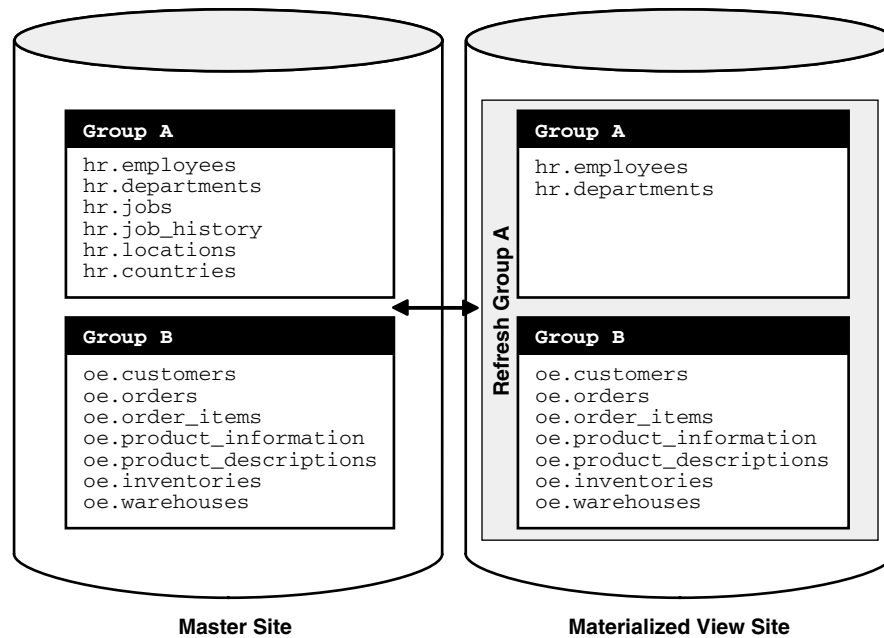 Group A
hr.employees
hr.departments
hr.jobs
hr.job_history
hr.locations
hr.countries
Group B
oe.customers
oe.orders
oe.order_items
oe.product_information
oe.product_descriptions
oe.inventories
oe.warehouses
Master Site
Refresh Group A
Group A
hr.employees
hr.departments
Group B
oe.customers
oe.orders
oe.order_items
oe.product_information
oe.product_descriptions
oe.inventories
oe.warehouses
Materialized View Site